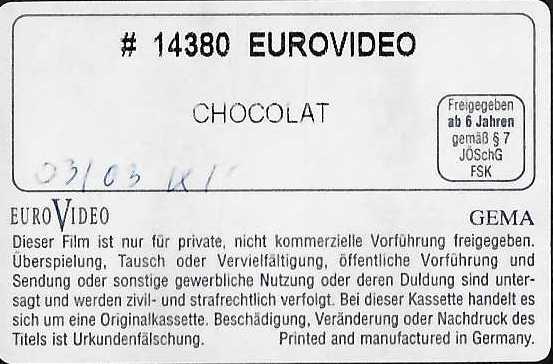 # 14380 EUROVIDEO
CHOCOLAT
Freigegeben
ab 6 Jahren
gemäß § 7
JÖSchG
FSK
03/03
EUROVIDEO
GEMA
Dieser Film ist nur für private, nicht kommerzielle Vorführung freigegeben.
Überspielung, Tausch oder Vervielfältigung, öffentliche Vorführung und
Sendung oder sonstige gewerbliche Nutzung oder deren Duldung sind unter-
sagt und werden zivil- und strafrechtlich verfolgt. Bei dieser Kassette handelt es
sich um eine Originalkassette. Beschädigung, Veränderung oder Nachdruck des
Titels ist Urkundenfälschung. Printed and manufactured in Germany.